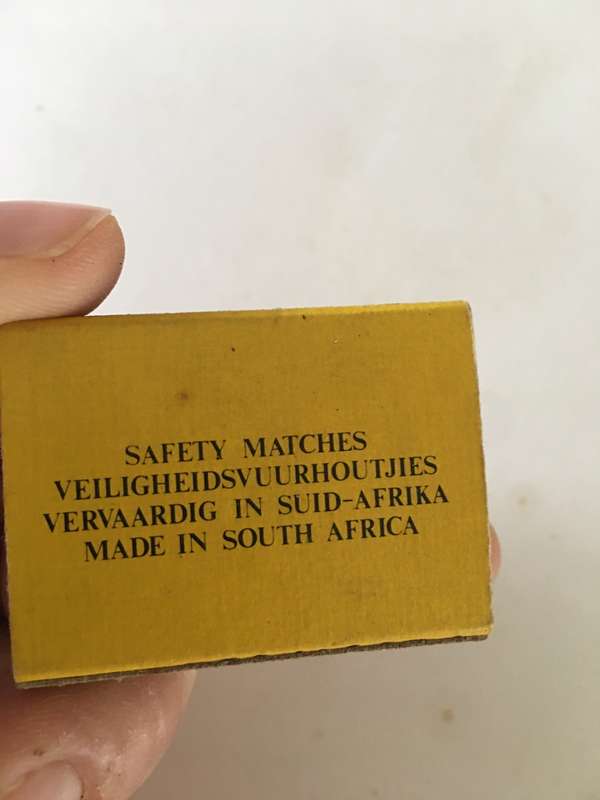 SAFETY MATCHES
VEILIGHEIDSVUURHOUTJIES
VERVAARDIG IN SUID-AFRIKA
MADE IN SOUTH AFRICA